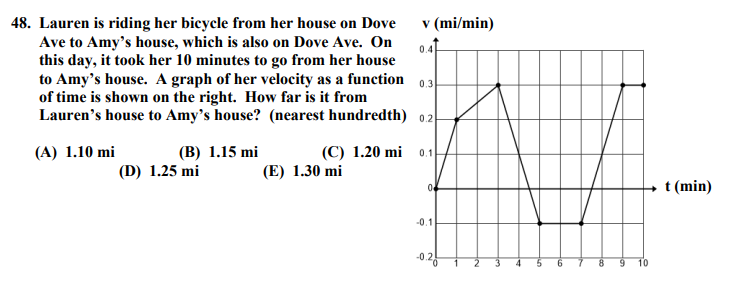 48. Lauren is riding her bicycle from her house on Dove
Ave to Amy's house, which is also on Dove Ave. On
this day, it took her 10 minutes to go from her house
to Amy's house. A graph of her velocity as a function
of time is shown on the right. How far is it from
Lauren's house to Amy's house? (nearest hundredth)
(A) 1.10 mi (B) 1.15 mi (C) 1.20 mi
(D) 1.25 mi (E) 1.30 mi
v (mi/min)
0.4
0.3
0.2
0.1
0
-0.1
-0.2
0 1 2 3 4 5 6 7 8 9 10
t (min)